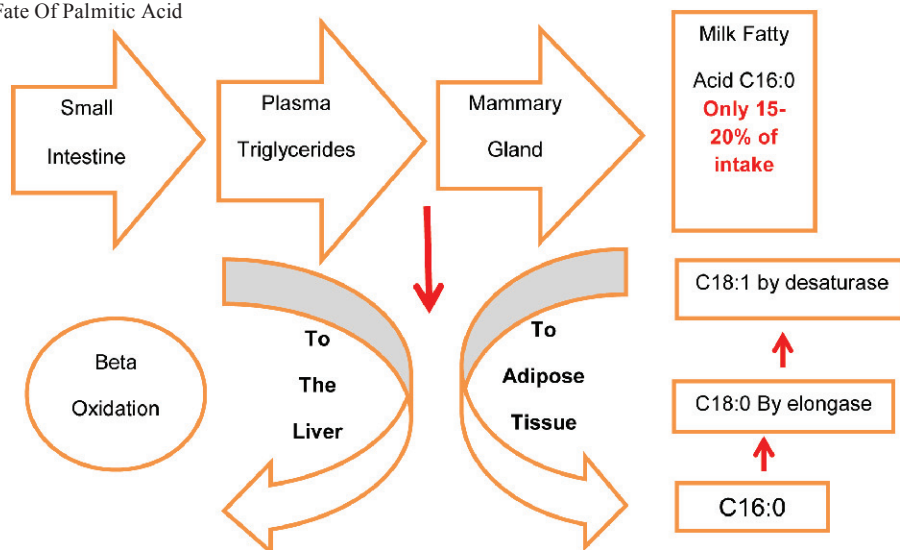 Fate Of Palmitic Acid
Small
Intestine
Plasma
Triglycerides
Mammary
Gland
Milk Fatty
Acid C16:0
Only 15-
20% of
intake
Beta
Oxidation
To
The
Liver
To
Adipose
Tissue
C18:1 by desaturase
C18:0 By elongase
C16:0